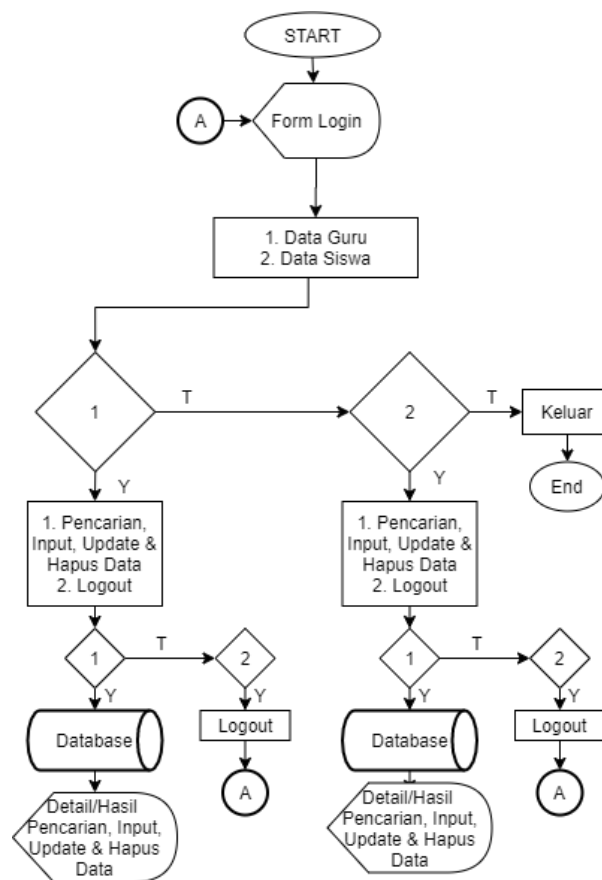 START
A
Form Login
1. Data Guru
2. Data Siswa
1
T
2
T
Keluar
Y
Y
End
1. Pencarian,
Input, Update &
Hapus Data
2. Logout
1. Pencarian,
Input, Update &
Hapus Data
2. Logout
1
T
2
1
T
2
Y
Y
Y
Y
Database
Logout
Database
Logout
A
A
Detail/Hasil
Pencarian, Input,
Update & Hapus
Data
Detail/Hasil
Pencarian, Input,
Update & Hapus
Data